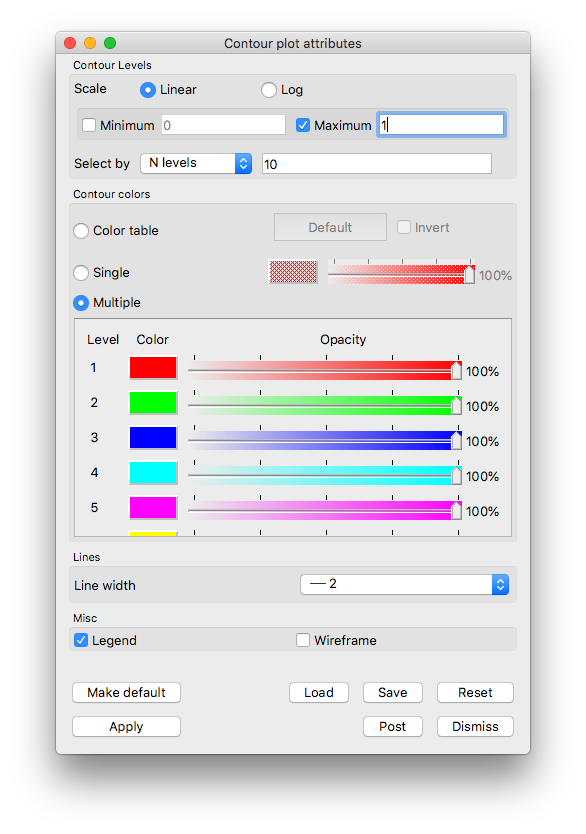 Contour plot attributes
Contour Levels
Scale Linear Log
Minimum 0 Maximum 1
Select by N levels 10
Contour colors
Color table Default Invert
Single 100%
Multiple
Level Color Opacity
1 100%
2 100%
3 100%
4 100%
5 100%
Lines
Line width 2
Misc
Legend Wireframe
Make default Load Save Reset
Apply Post Dismiss